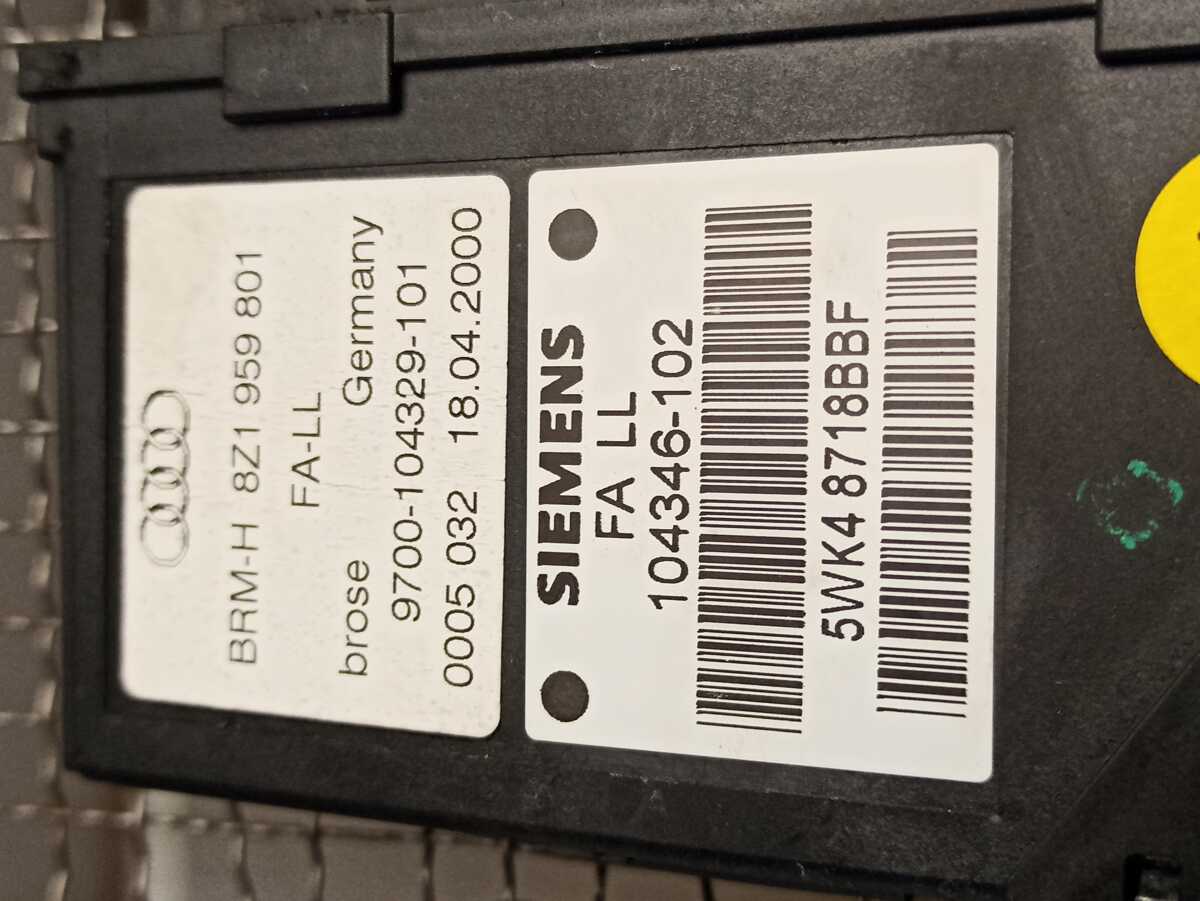 BRM-H 8Z1 959 801
FA-LL
brose Germany
9700-104329-101
0005 032 18.04.2000
SIEMENS
FA LL
104346-102
5WK4 8718BBF